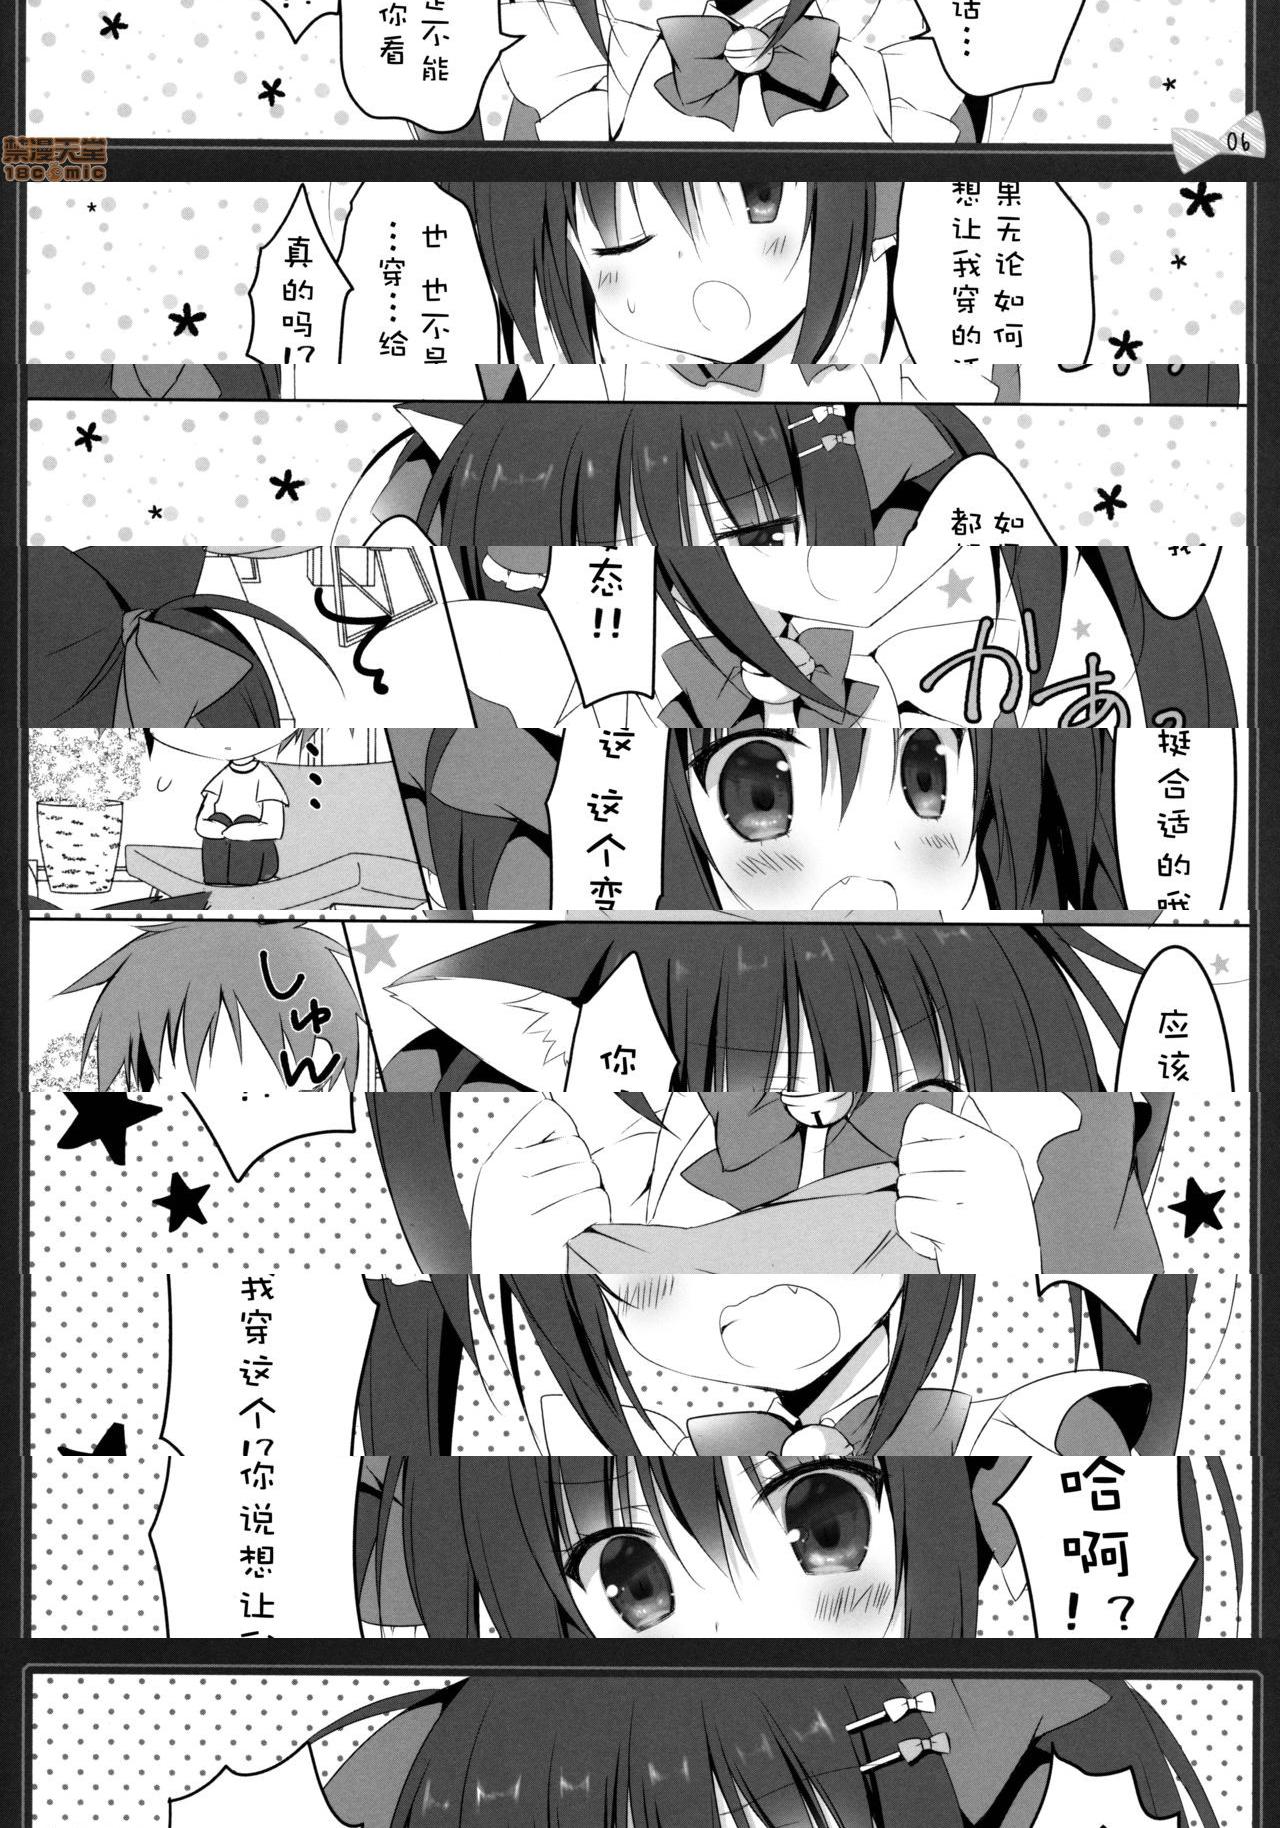 不能
你看
06
禁漫天堂
18comic
果无论如何
想让我穿的
也 也不是
…穿…给
真的吗!?
如
都
态!!
かあっ
挺合适的哦
这 这个变
…
应该
你
しゅん
我穿这个!?你说想让
哈啊!?